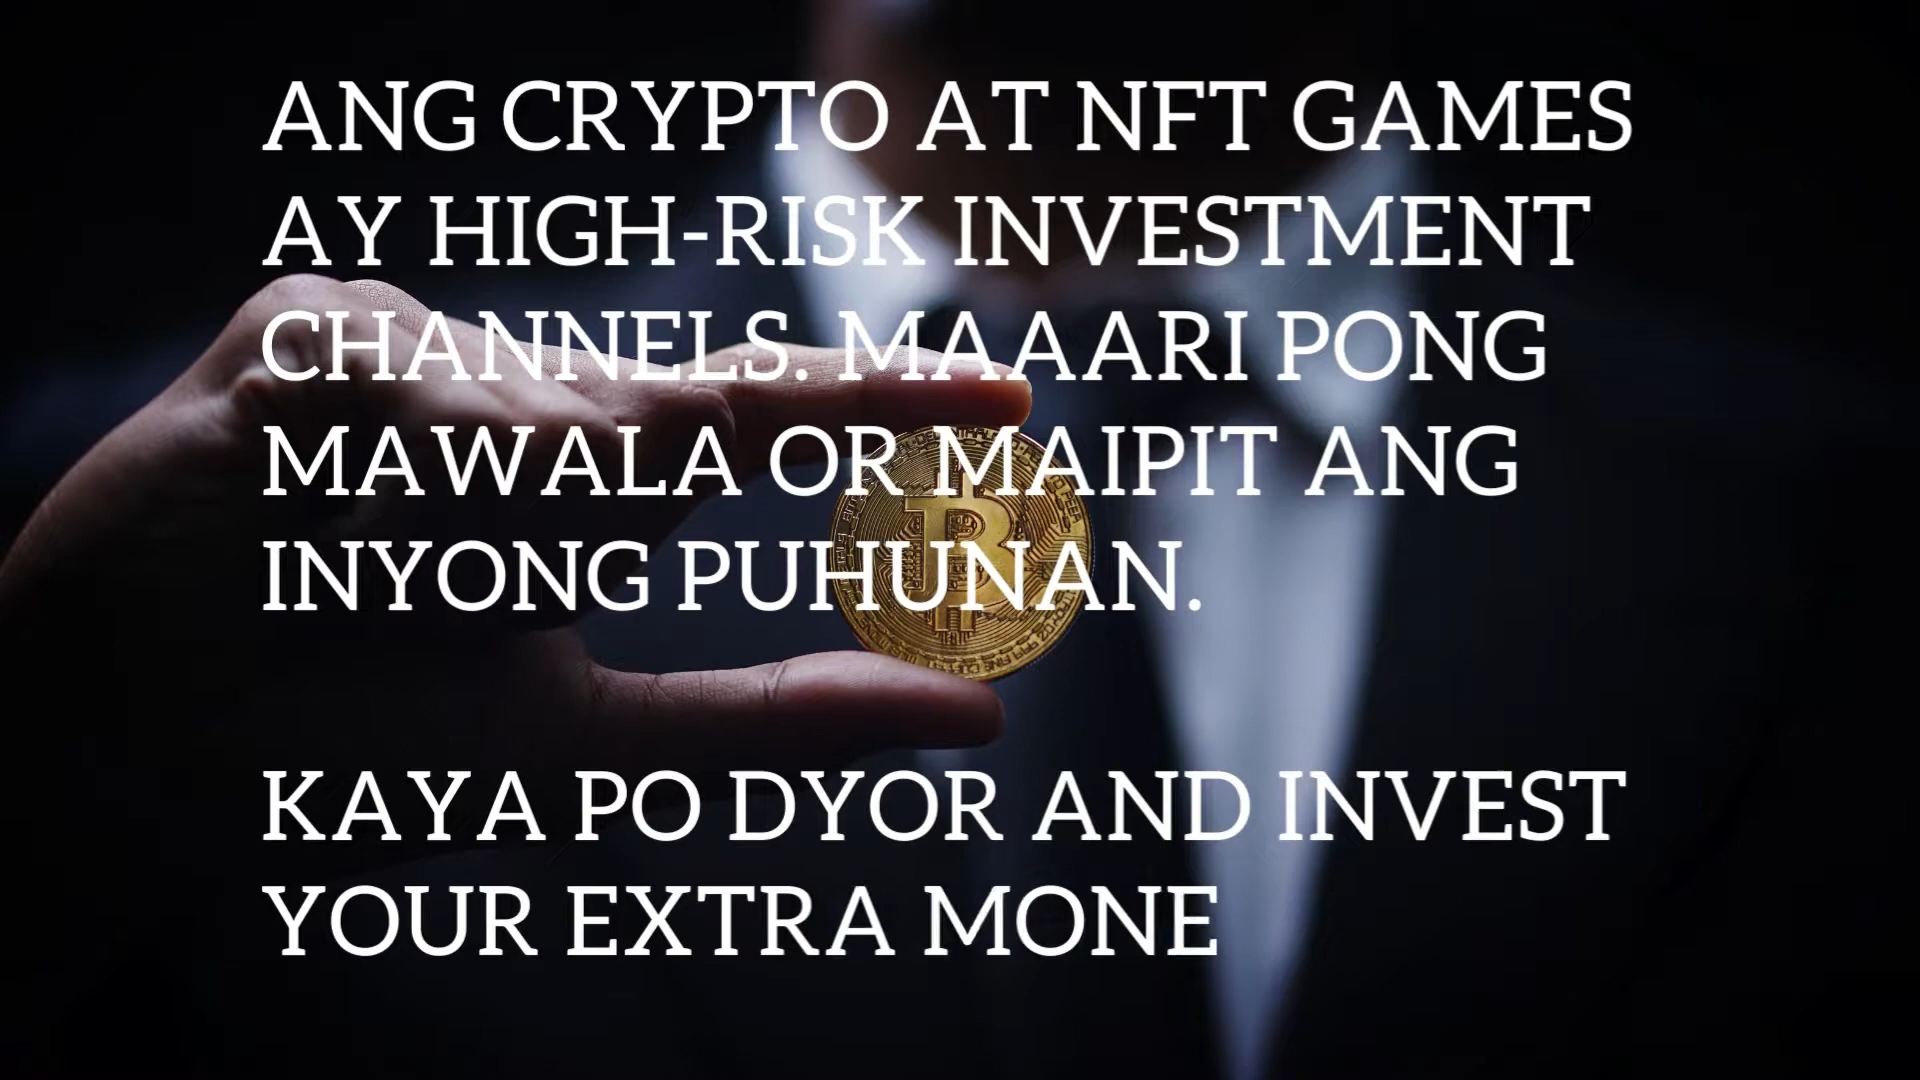 ANG CRYPTO AT NFT GAMES
AY HIGH-RISK INVESTMENT
CHANNELS. MAAARI PONG
MAWALA OR MAIPIT ANG
INYONG PUHUNAN.
KAYA PO DYOR AND INVEST
YOUR EXTRA MONE